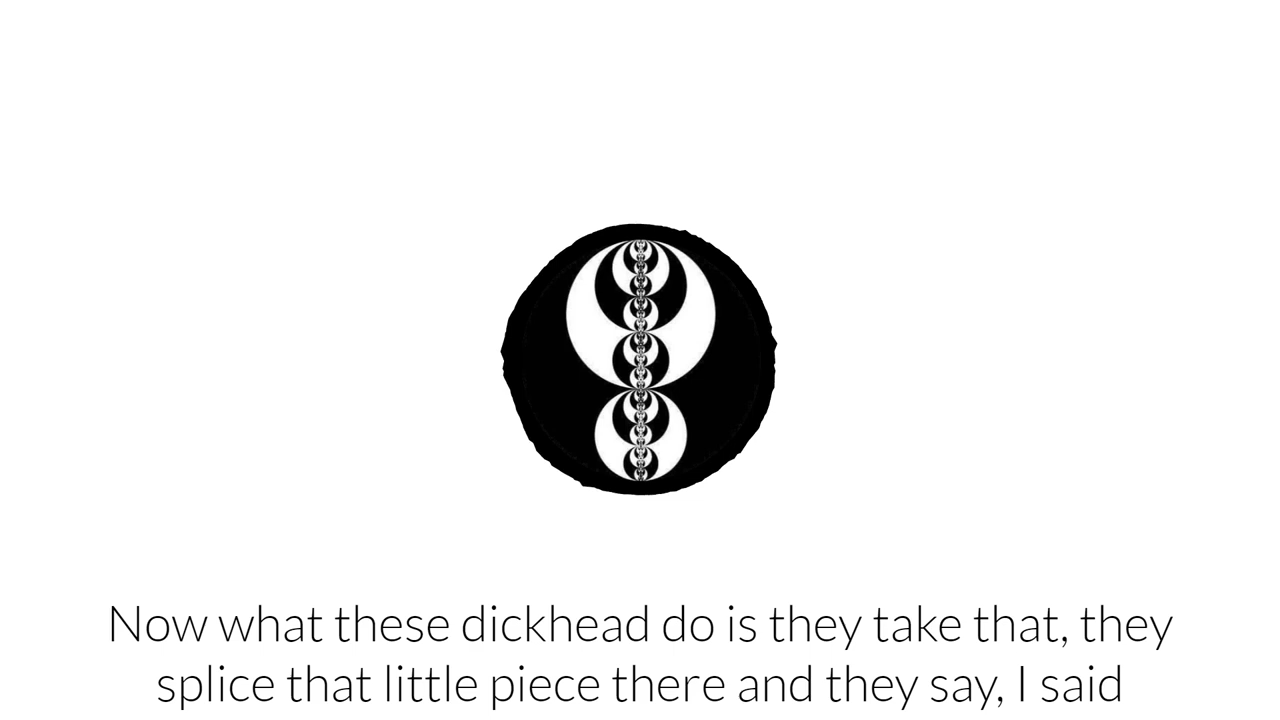 Now what these dickhead do is they take that, they
splice that little piece there and they say, I said